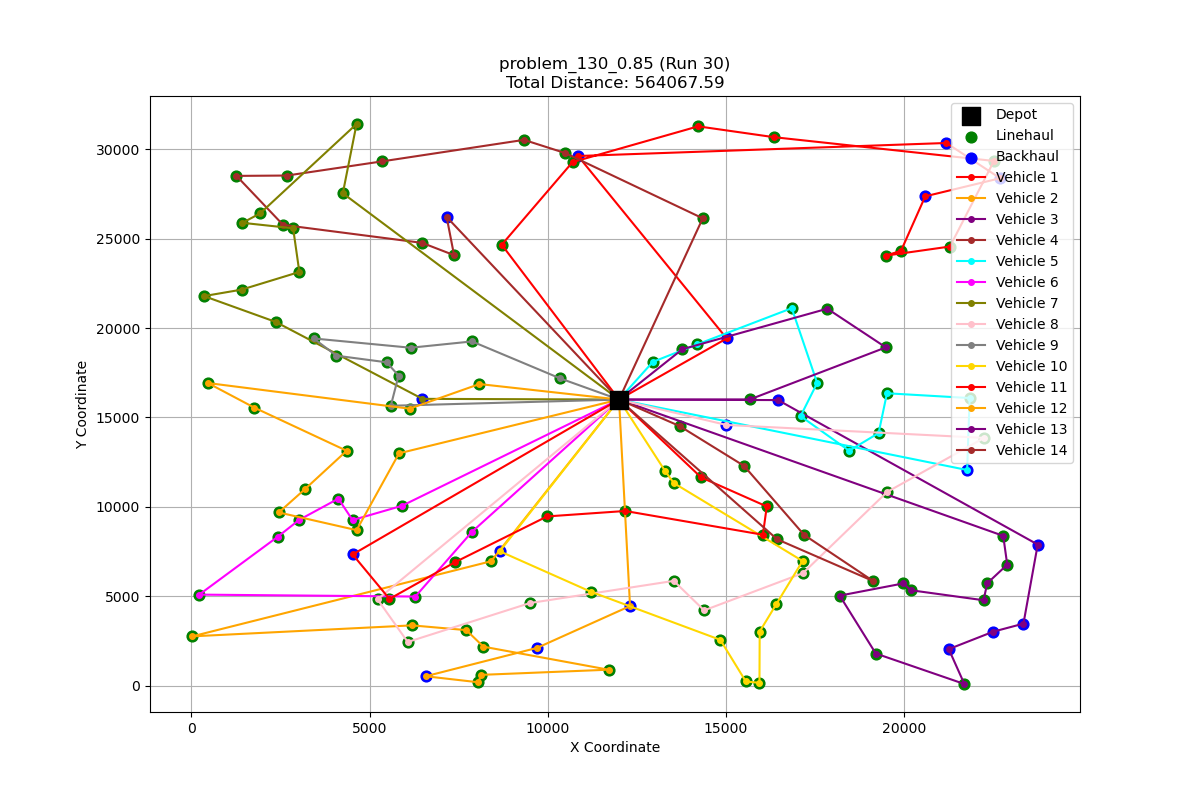 problem_130_0.85 (Run 30)
Total Distance: 564067.59
Depot
Linehaul
Backhaul
Vehicle 1
Vehicle 2
Vehicle 3
Vehicle 4
Vehicle 5
Vehicle 6
Vehicle 7
Vehicle 8
Vehicle 9
Vehicle 10
Vehicle 11
Vehicle 12
Vehicle 13
Vehicle 14
Y Coordinate
30000
25000
20000
15000
10000
5000
0
0 5000 10000 15000 20000
X Coordinate